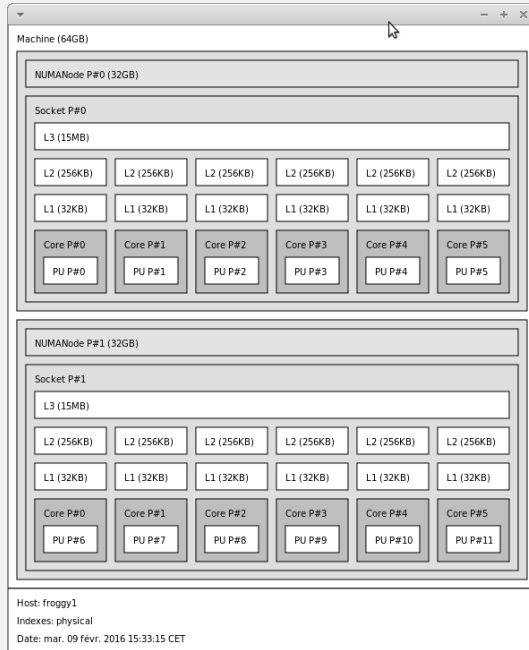 Machine (64GB)
NUMANode P#0 (32GB)
Socket P#0
L3 (15MB)
L2 (256KB) L2 (256KB) L2 (256KB) L2 (256KB) L2 (256KB) L2 (256KB)
L1 (32KB) L1 (32KB) L1 (32KB) L1 (32KB) L1 (32KB) L1 (32KB)
Core P#0 Core P#1 Core P#2 Core P#3 Core P#4 Core P#5
PU P#0 PU P#1 PU P#2 PU P#3 PU P#4 PU P#5
NUMANode P#1 (32GB)
Socket P#1
L3 (15MB)
L2 (256KB) L2 (256KB) L2 (256KB) L2 (256KB) L2 (256KB) L2 (256KB)
L1 (32KB) L1 (32KB) L1 (32KB) L1 (32KB) L1 (32KB) L1 (32KB)
Core P#0 Core P#1 Core P#2 Core P#3 Core P#4 Core P#5
PU P#6 PU P#7 PU P#8 PU P#9 PU P#10 PU P#11
Host: froggy1
Indexes: physical
Date: mar. 09 févr. 2016 15:33:15 CET